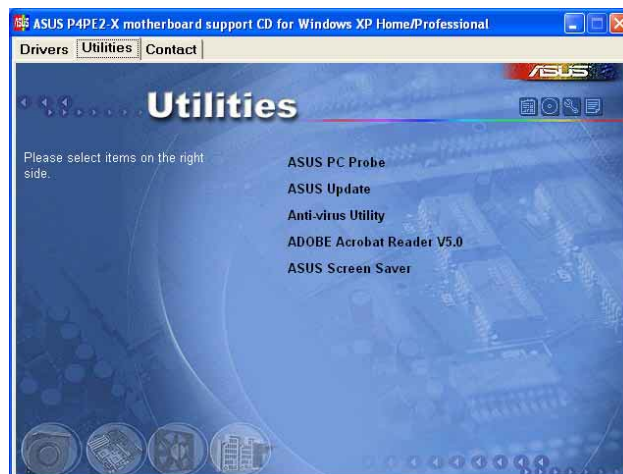 ASUS P4PE2-X motherboard support CD for Windows XP Home/Professional
Drivers Utilities Contact
ASUS
Utilities
Please select items on the right
side.
ASUS PC Probe
ASUS Update
Anti-virus Utility
ADOBE Acrobat Reader V5.0
ASUS Screen Saver